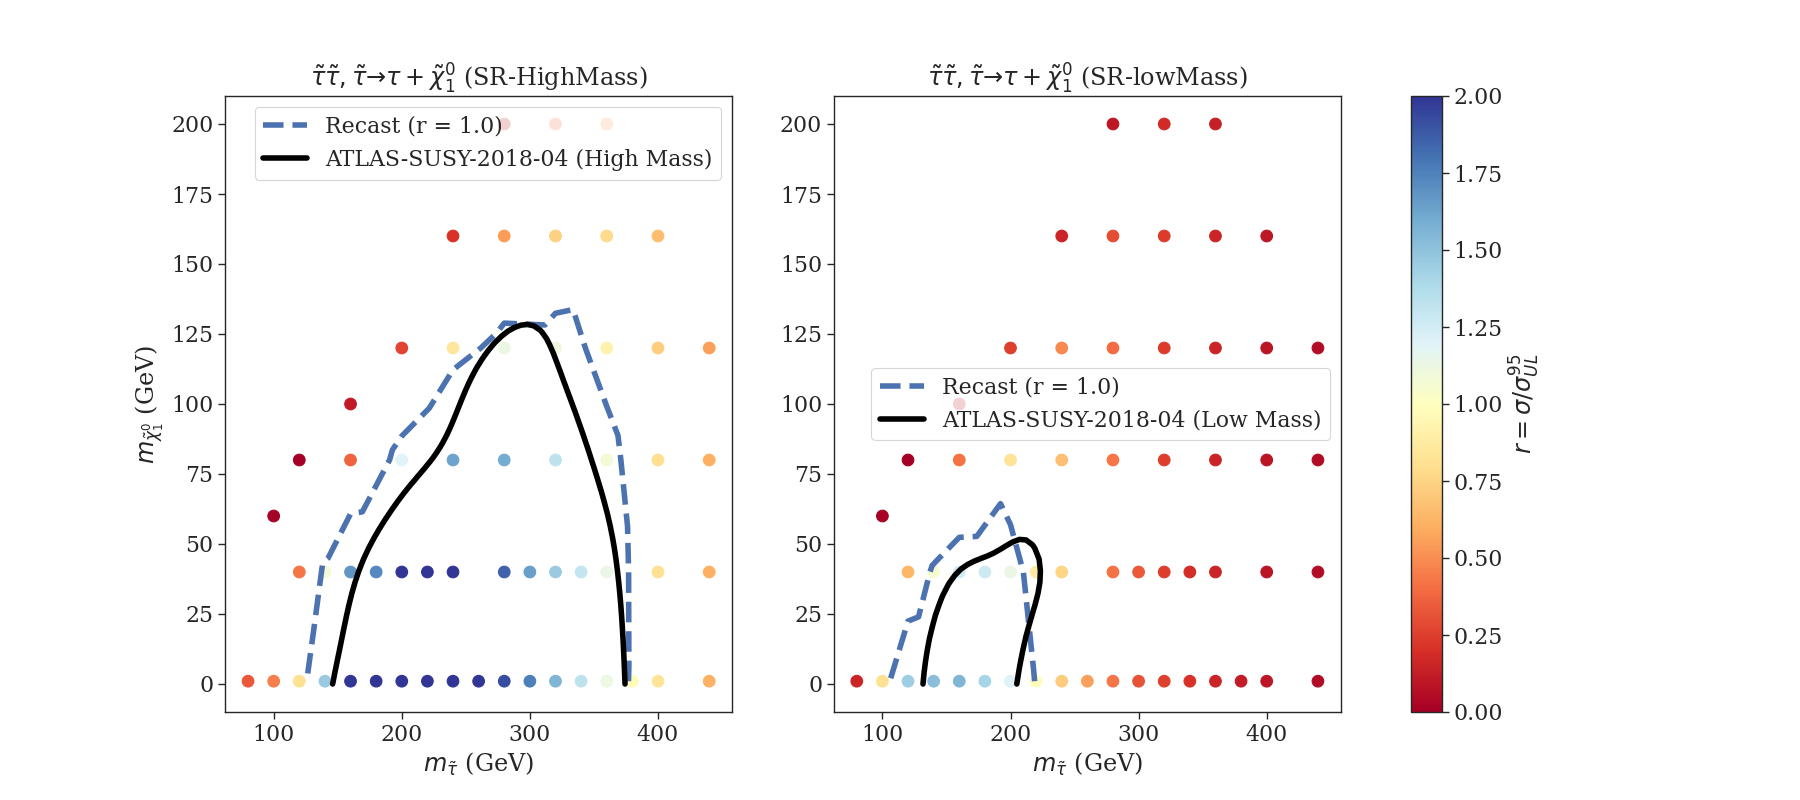 τ̃τ̃, τ̃→τ + χ̃₁⁰ (SR-HighMass)
Recast (r = 1.0)
ATLAS-SUSY-2018-04 (High Mass)
200
175
150
125
100
75
50
25
0
m_χ̃₁⁰ (GeV)
100 200 300 400
m_τ̃ (GeV)
τ̃τ̃, τ̃→τ + χ̃₁⁰ (SR-lowMass)
200
175
150
125
100
75
50
25
0
Recast (r = 1.0)
ATLAS-SUSY-2018-04 (Low Mass)
100 200 300 400
m_τ̃ (GeV)
2.00
1.75
1.50
1.25
1.00
0.75
0.50
0.25
0.00
r = σ/σ_UL^95